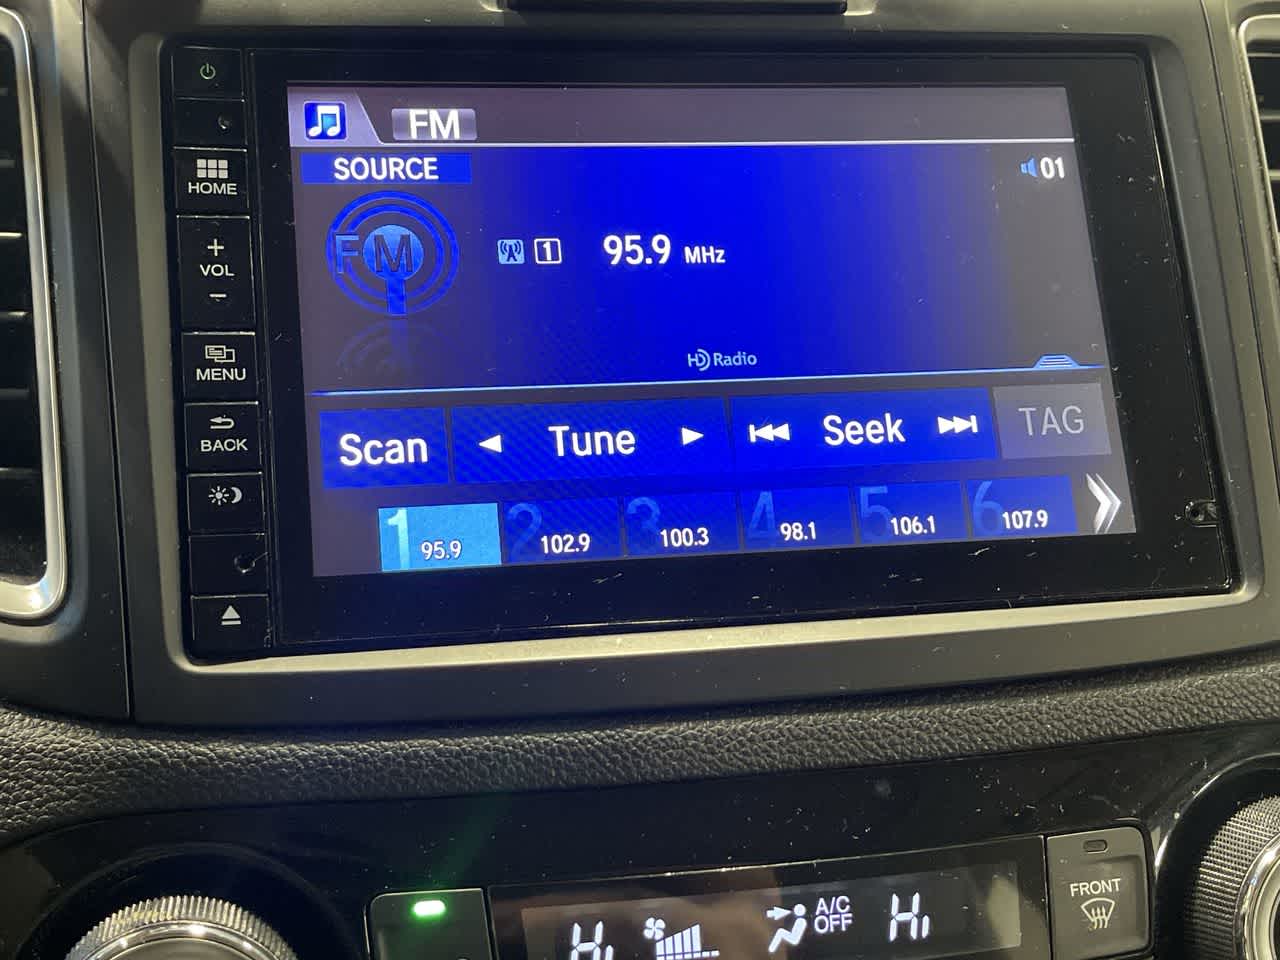 FM
SOURCE
01
FM
1
95.9 MHz
HD Radio
Scan
Tune
Seek
TAG
1 95.9
2 102.9
3 100.3
4 98.1
5 106.1
6 107.9
HOME
+
VOL
−
MENU
BACK
Hi
A/C
OFF
Hi
FRONT